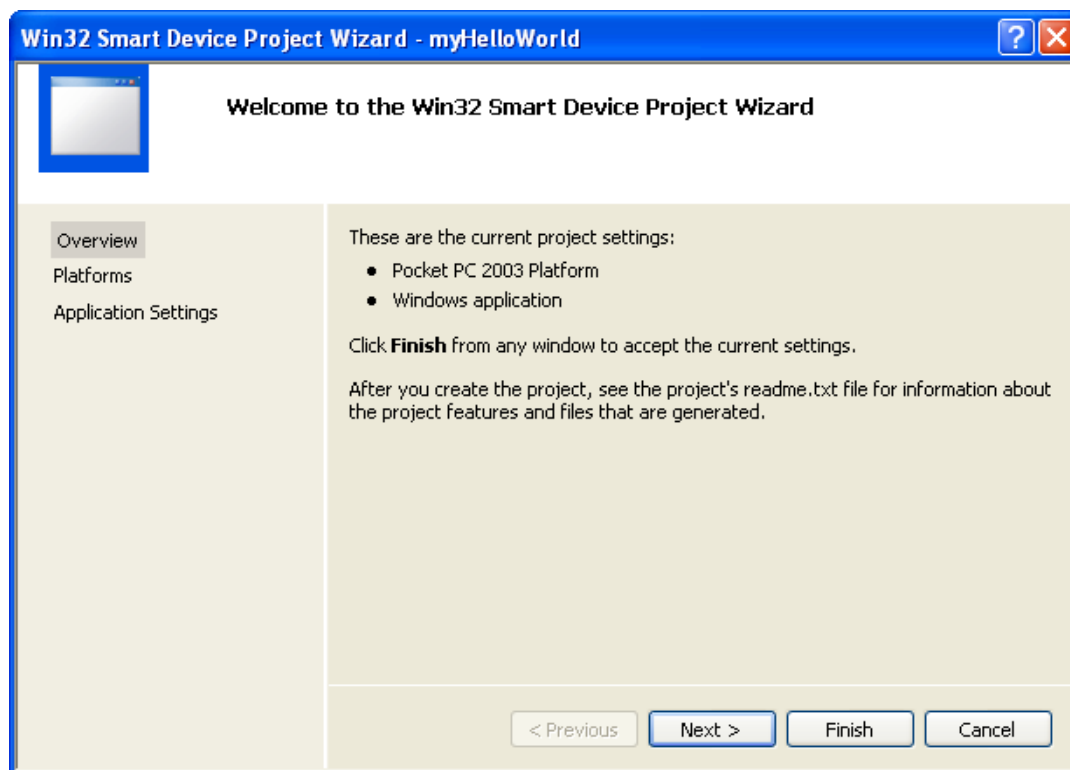 Win32 Smart Device Project Wizard - myHelloWorld
Welcome to the Win32 Smart Device Project Wizard
Overview
Platforms
Application Settings
These are the current project settings:
● Pocket PC 2003 Platform
● Windows application
Click Finish from any window to accept the current settings.
After you create the project, see the project's readme.txt file for information about
the project features and files that are generated.
< Previous
Next >
Finish
Cancel